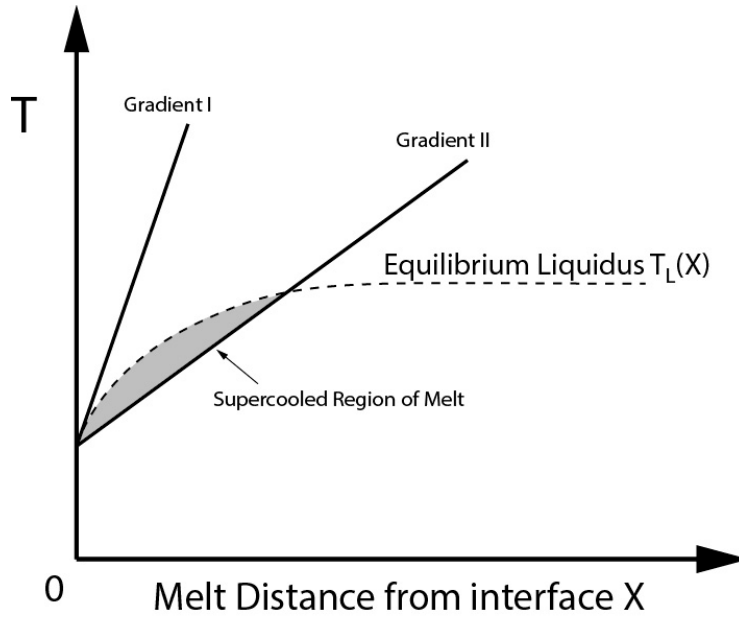 T
Gradient I
Gradient II
Equilibrium Liquidus T_L(X)
Supercooled Region of Melt
0
Melt Distance from interface X